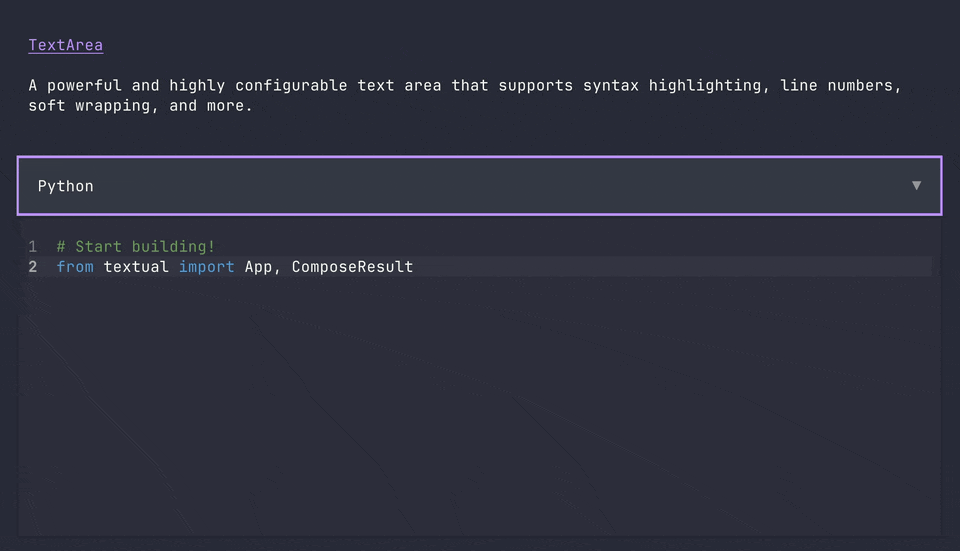 TextArea
A powerful and highly configurable text area that supports syntax highlighting, line numbers,
soft wrapping, and more.
Python ▼
1 # Start building!
2 from textual import App, ComposeResult